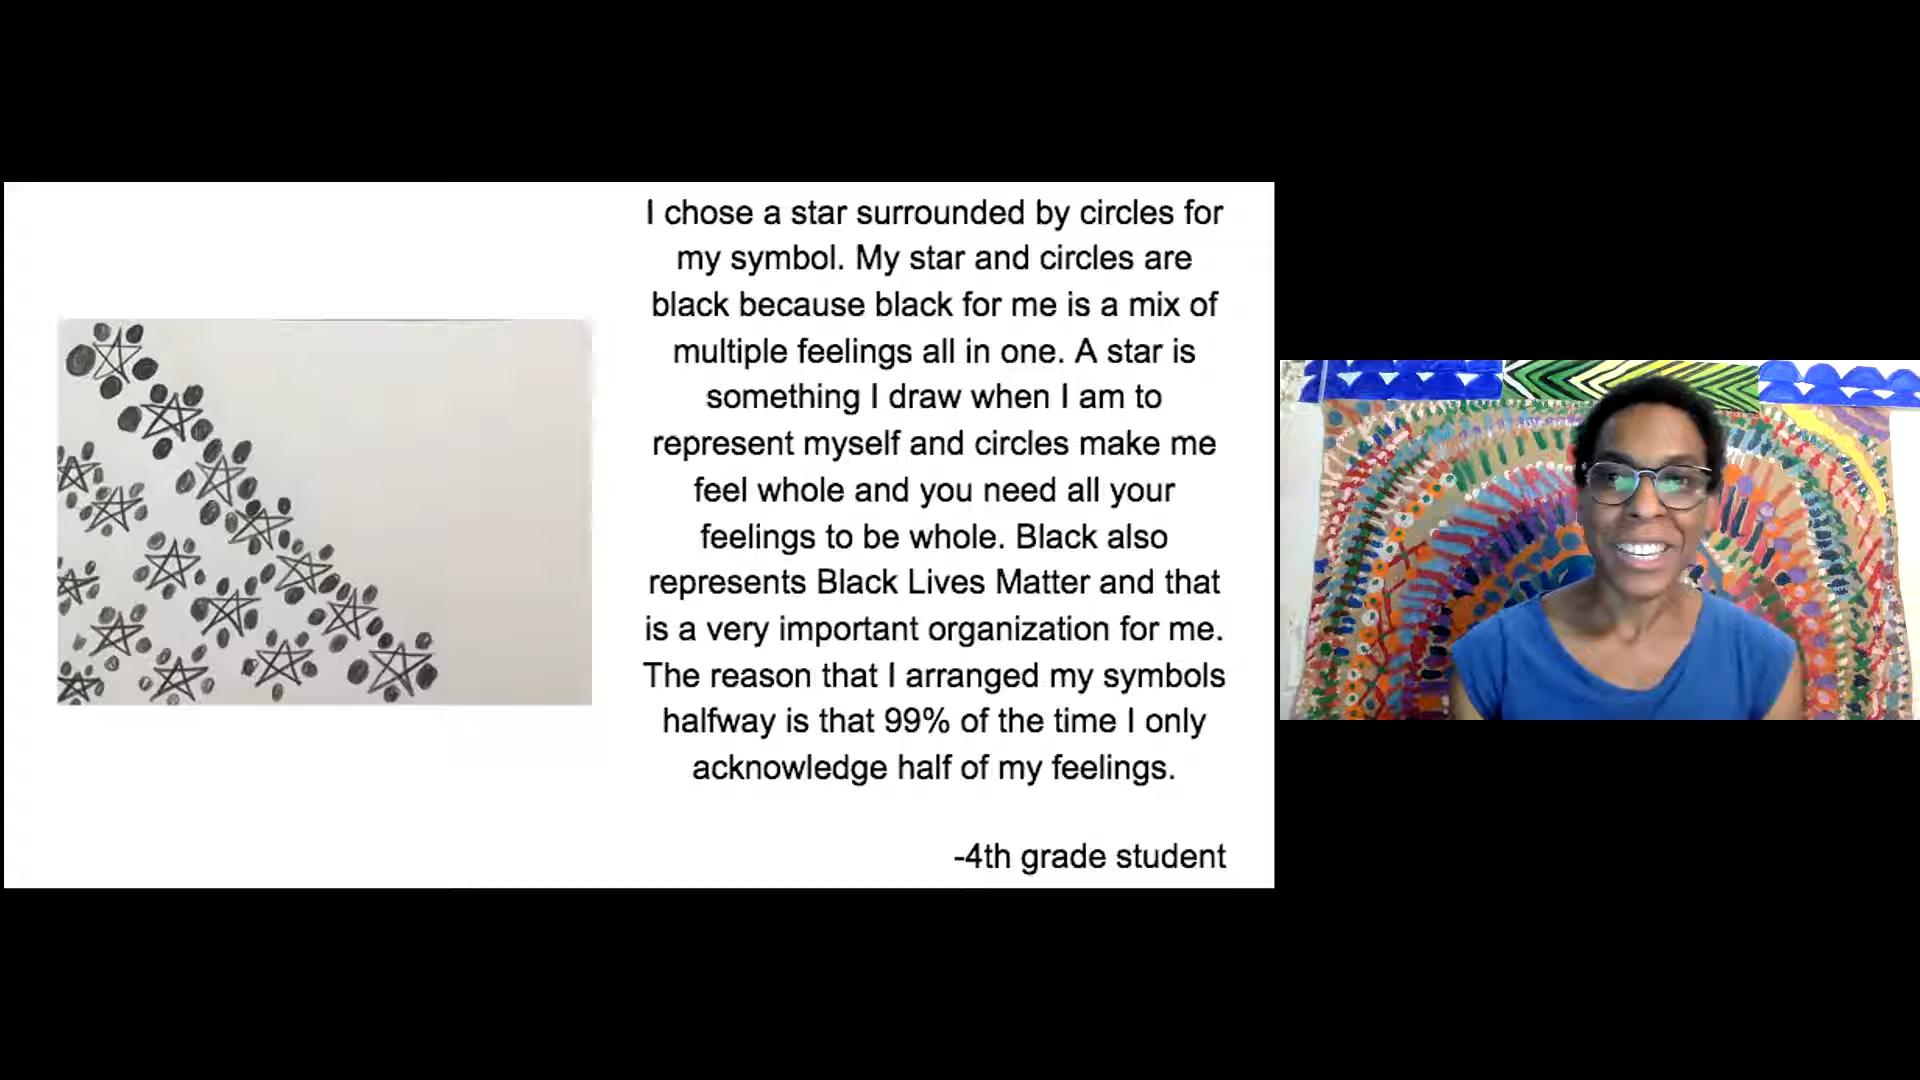 I chose a star surrounded by circles for
my symbol. My star and circles are
black because black for me is a mix of
multiple feelings all in one. A star is
something I draw when I am to
represent myself and circles make me
feel whole and you need all your
feelings to be whole. Black also
represents Black Lives Matter and that
is a very important organization for me.
The reason that I arranged my symbols
halfway is that 99% of the time I only
acknowledge half of my feelings.
-4th grade student